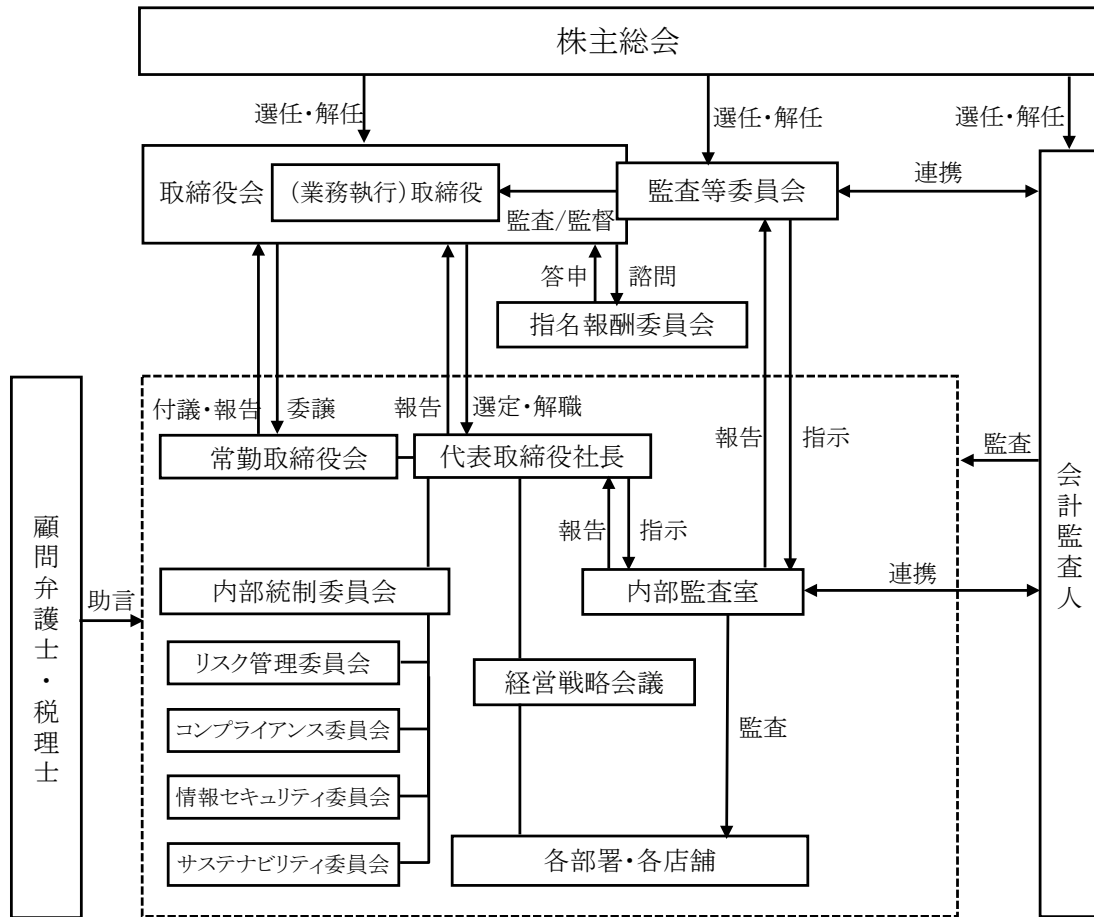 株主総会
選任・解任
選任・解任
選任・解任
取締役会
(業務執行)取締役
監査等委員会
連携
監査/監督
答申
諮問
指名報酬委員会
付議・報告
委譲
報告
選定・解職
報告
指示
常勤取締役会
代表取締役社長
監査
報告
指示
会計監査人
顧問弁護士・税理士
助言
内部統制委員会
内部監査室
連携
リスク管理委員会
経営戦略会議
コンプライアンス委員会
監査
情報セキュリティ委員会
サステナビリティ委員会
各部署・各店舗